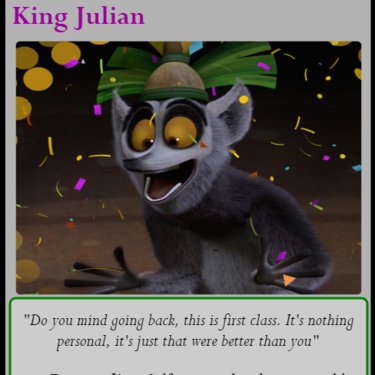 King Julian
"Do you mind going back, this is first class. It's nothing
personal, it's just that were better than you"